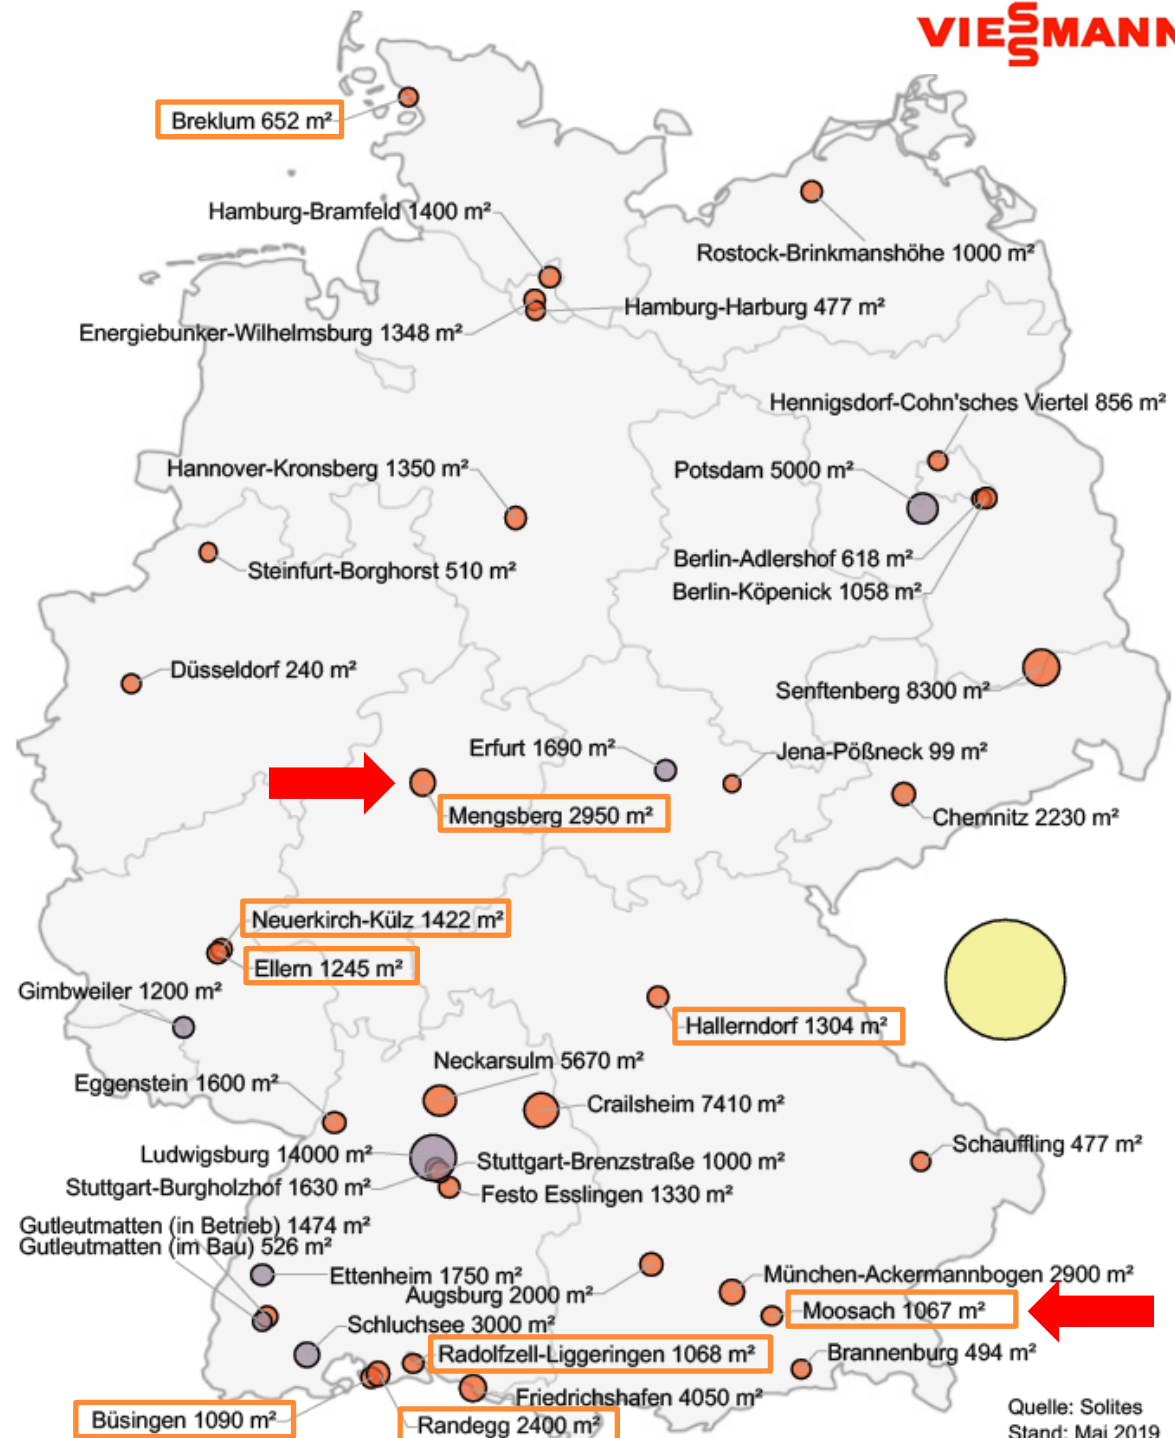 VIESSMANN
Breklum 652 m²
Hamburg-Bramfeld 1400 m²
Rostock-Brinkmanshöhe 1000 m²
Hamburg-Harburg 477 m²
Energiebunker-Wilhelmsburg 1348 m²
Hennigsdorf-Cohn'sches Viertel 856 m²
Hannover-Kronsberg 1350 m²
Potsdam 5000 m²
Berlin-Adlershof 618 m²
Steinfurt-Borghorst 510 m²
Berlin-Köpenick 1058 m²
Düsseldorf 240 m²
Senftenberg 8300 m²
Erfurt 1690 m²
Jena-Pößneck 99 m²
Mengsberg 2950 m²
Chemnitz 2230 m²
Neuerkirch-Külz 1422 m²
Ellern 1245 m²
Gimbweiler 1200 m²
Hallerndorf 1304 m²
Neckarsulm 5670 m²
Eggenstein 1600 m²
Crailsheim 7410 m²
Schauffling 477 m²
Ludwigsburg 14000 m²
Stuttgart-Brenzstraße 1000 m²
Stuttgart-Burgholzhof 1630 m²
Festo Esslingen 1330 m²
Gutleutmatten (in Betrieb) 1474 m²
Gutleutmatten (im Bau) 526 m²
Ettenheim 1750 m²
München-Ackermannbogen 2900 m²
Augsburg 2000 m²
Moosach 1067 m²
Schluchsee 3000 m²
Radolfzell-Liggeringen 1068 m²
Brannenburg 494 m²
Friedrichshafen 4050 m²
Büsingen 1090 m²
Randegg 2400 m²
Quelle: Solites
Stand: Mai 2019